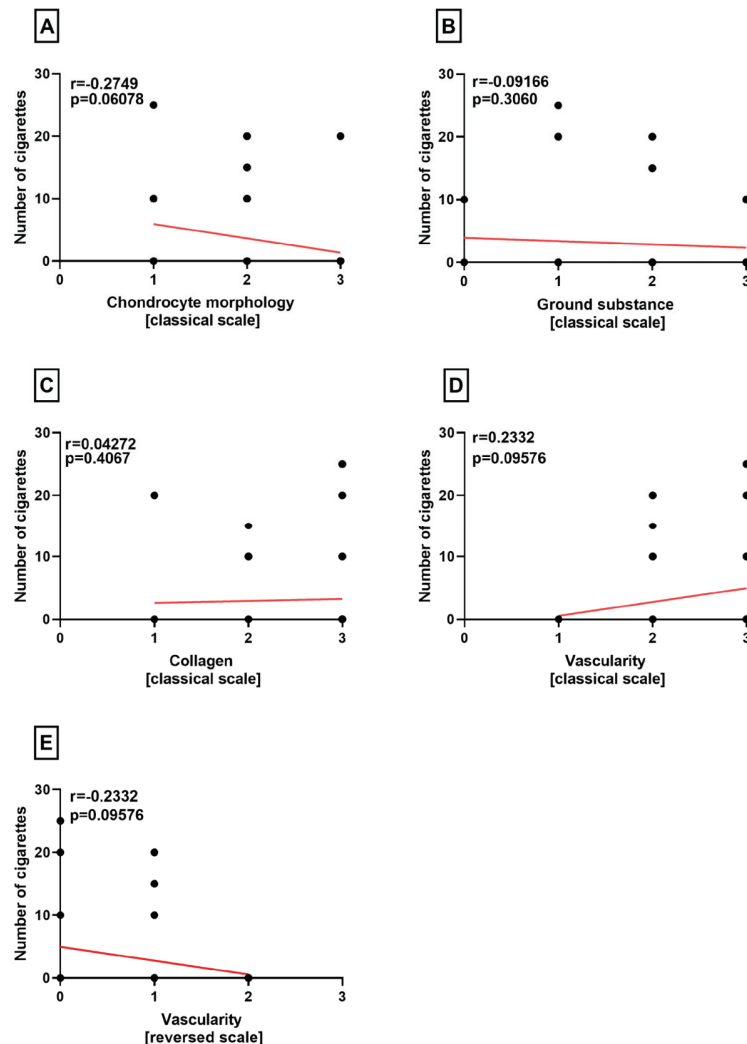 A
r=-0.2749
p=0.06078
Number of cigarettes
30
20
10
0
0 1 2 3
Chondrocyte morphology
[classical scale]
B
r=-0.09166
p=0.3060
Number of cigarettes
30
20
10
0
0 1 2 3
Ground substance
[classical scale]
C
r=0.04272
p=0.4067
Number of cigarettes
30
20
10
0
0 1 2 3
Collagen
[classical scale]
D
r=0.2332
p=0.09576
Number of cigarettes
30
20
10
0
0 1 2 3
Vascularity
[classical scale]
E
r=-0.2332
p=0.09576
Number of cigarettes
30
20
10
0
0 1 2 3
Vascularity
[reversed scale]